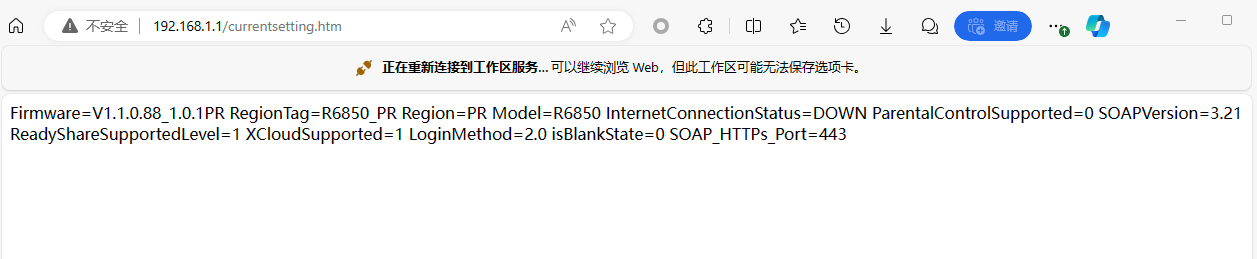 不安全 192.168.1.1/currentsetting.htm 邀请
正在重新连接到工作区服务... 可以继续浏览 Web，但此工作区可能无法保存选项卡。
Firmware=V1.1.0.88_1.0.1PR RegionTag=R6850_PR Region=PR Model=R6850 InternetConnectionStatus=DOWN ParentalControlSupported=0 SOAPVersion=3.21
ReadyShareSupportedLevel=1 XCloudSupported=1 LoginMethod=2.0 isBlankState=0 SOAP_HTTPs_Port=443